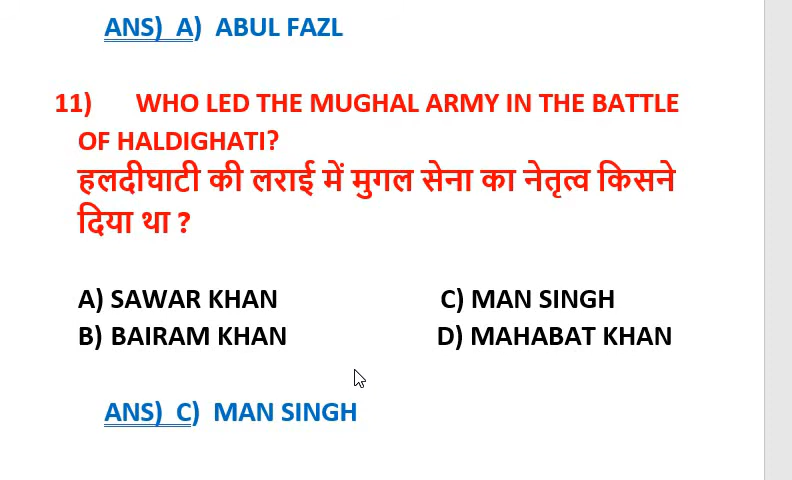 ANS) A) ABUL FAZL
11) WHO LED THE MUGHAL ARMY IN THE BATTLE
OF HALDIGHATI?
हलदीघाटी की लराई में मुगल सेना का नेतृत्व किसने
दिया था ?
A) SAWAR KHAN C) MAN SINGH
B) BAIRAM KHAN D) MAHABAT KHAN
ANS) C) MAN SINGH